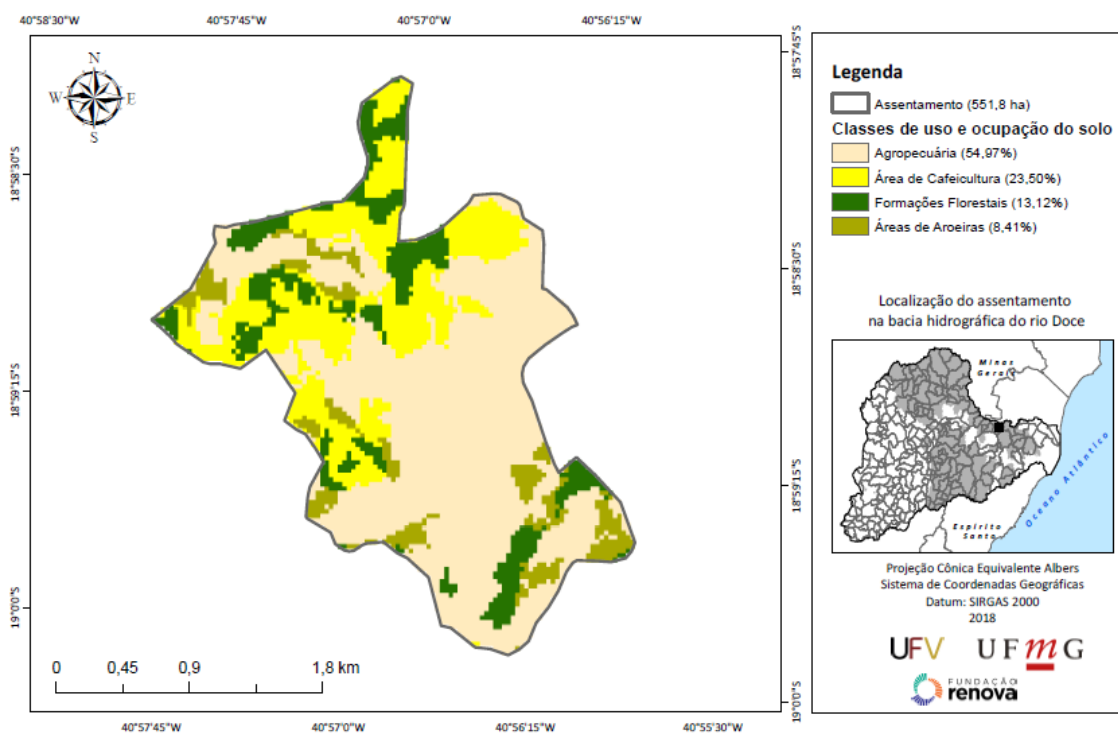 40°58'30"W 40°57'45"W 40°57'0"W 40°56'15"W
N
W E
S
18°58'30"S
18°59'15"S
19°0'0"S
18°57'45"S
18°58'30"S
18°59'15"S
19°0'0"S
0 0,45 0,9 1,8 km
40°57'45"W 40°57'0"W 40°56'15"W 40°55'30"W
Legenda
Assentamento (551,8 ha)
Classes de uso e ocupação do solo
Agropecuária (54,97%)
Área de Cafeicultura (23,50%)
Formações Florestais (13,12%)
Áreas de Aroeiras (8,41%)
Localização do assentamento
na bacia hidrográfica do rio Doce
Minas
Gerais
Oceano Atlântico
Espírito
Santo
Projeção Cônica Equivalente Albers
Sistema de Coordenadas Geográficas
Datum: SIRGAS 2000
2018
UFV UFmG
FUNDAÇÃO
renova